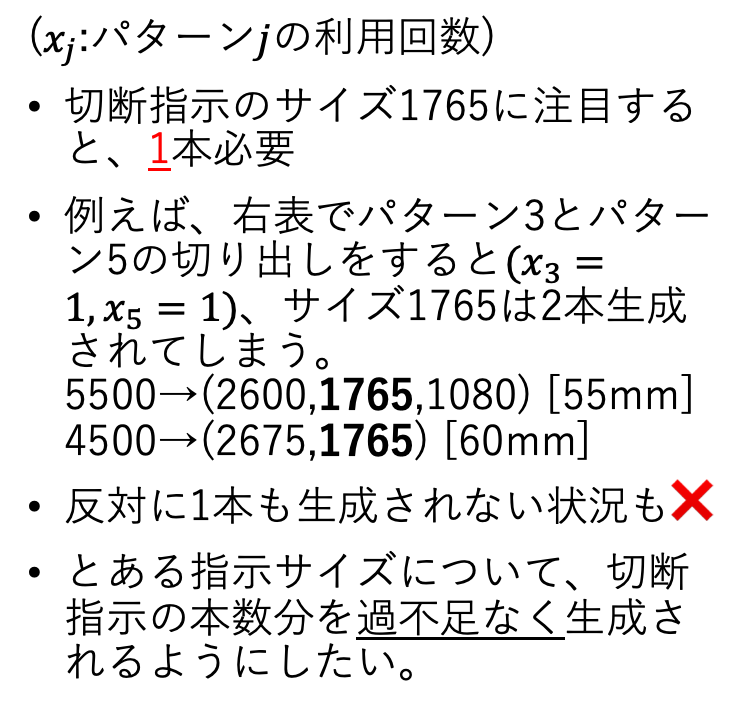 (xⱼ:パターンjの利用回数)
• 切断指示のサイズ1765に注目する
と、1本必要
• 例えば、右表でパターン3とパター
ン5の切り出しをすると(x₃ =
1, x₅ = 1)、サイズ1765は2本生成
されてしまう。
5500→(2600,1765,1080) [55mm]
4500→(2675,1765) [60mm]
• 反対に1本も生成されない状況も❌
• とある指示サイズについて、切断
指示の本数分を過不足なく生成さ
れるようにしたい。